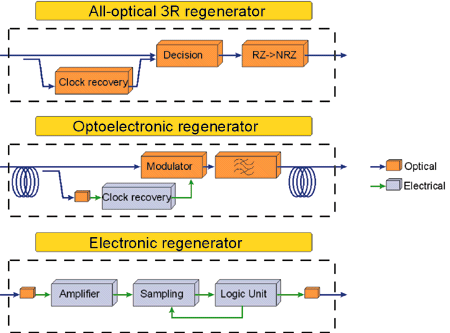 All-optical 3R regenerator
Decision
RZ->NRZ
Clock recovery
Optoelectronic regenerator
Modulator
Clock recovery
Optical
Electrical
Electronic regenerator
Amplifier
Sampling
Logic Unit